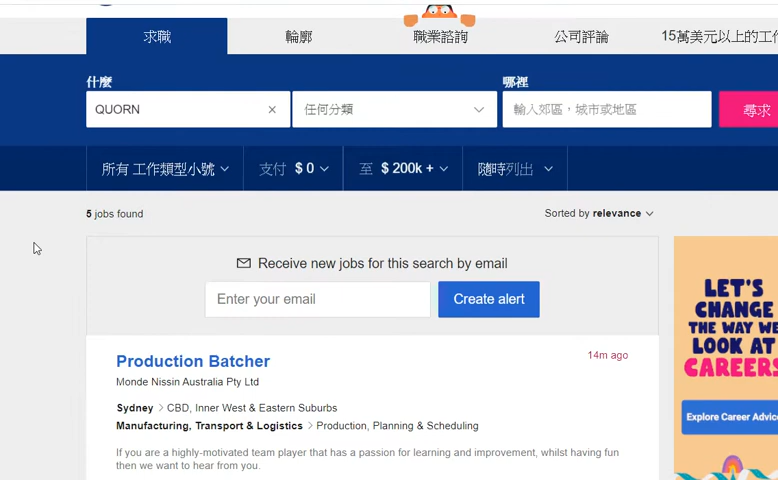 求職 輪廓 職業諮詢 公司評論 15萬美元以上的工作
什麼 哪裡
QUORN × 任何分類 輸入郊區，城市或地區 尋求
所有 工作類型小號 支付 $ 0 至 $ 200k + 隨時列出
5 jobs found Sorted by relevance
Receive new jobs for this search by email
Enter your email Create alert
Production Batcher 14m ago
Monde Nissin Australia Pty Ltd
Sydney > CBD, Inner West & Eastern Suburbs
Manufacturing, Transport & Logistics > Production, Planning & Scheduling
If you are a highly-motivated team player that has a passion for learning and improvement, whilst having fun
then we want to hear from you.
LET'S
CHANGE
THE WAY WE
LOOK AT
CAREERS
Explore Career Advic